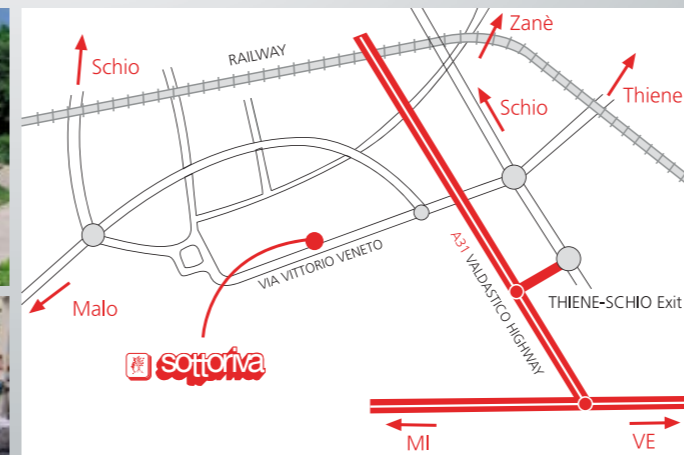 Zanè
RAILWAY
Schio
Thiene
Schio
A31 VALDASTICO HIGHWAY
VIA VITTORIO VENETO
THIENE-SCHIO Exit
Malo
sottoriva
MI
VE